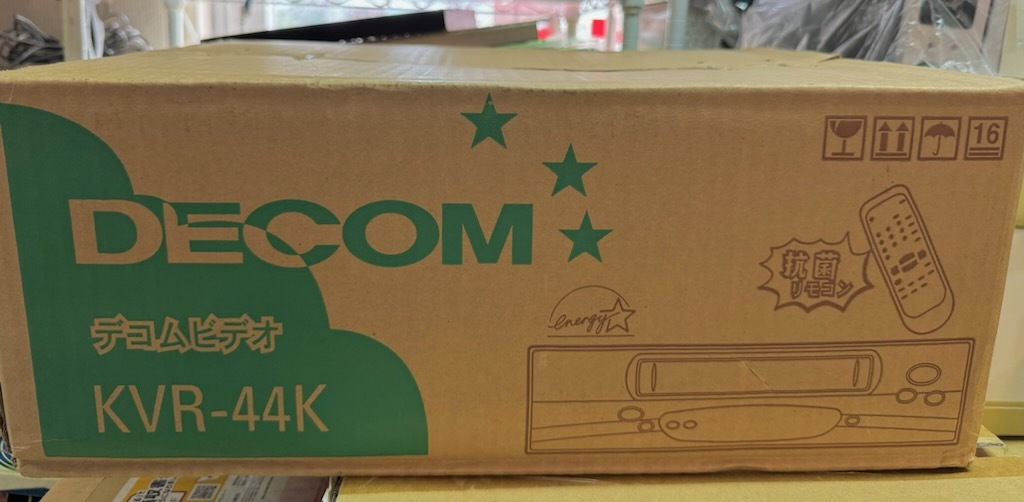 DECOM
デコムビデオ
KVR-44K
energy
抗菌
リモコン
16